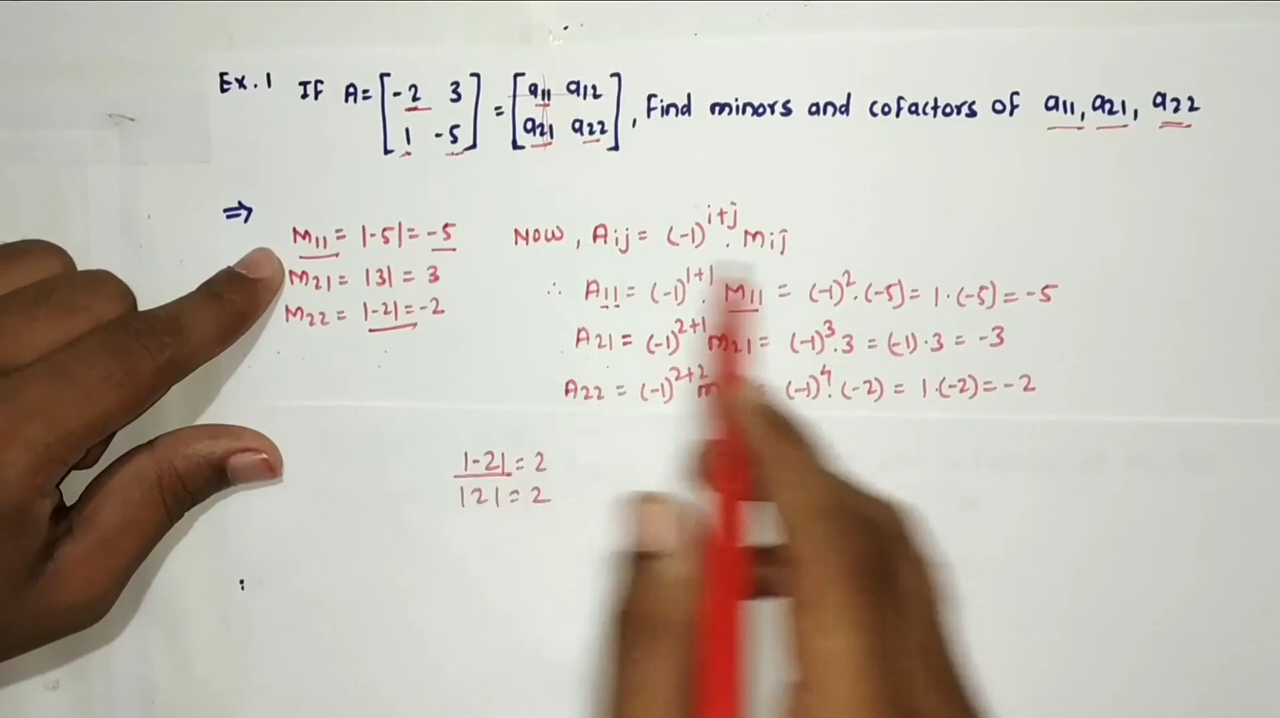 Ex. 1 If A = [-2 3 1 -5] = [a11 a12 a21 a22], Find minors and cofactors of a11, a21, a22
⇒
M11 = |-5| = -5
M21 = |3| = 3
M22 = |-2| = -2
Now, Aij = (-1)^i+j . Mij
∴ A11 = (-1)^1+1 . M11 = (-1)^2 . (-5) = 1 . (-5) = -5
A21 = (-1)^2+1 M21 = (-1)^3 . 3 = (-1) . 3 = -3
A22 = (-1)^2+2 = (-1)^4 . (-2) = 1 . (-2) = -2
|-2| = 2
|2| = 2